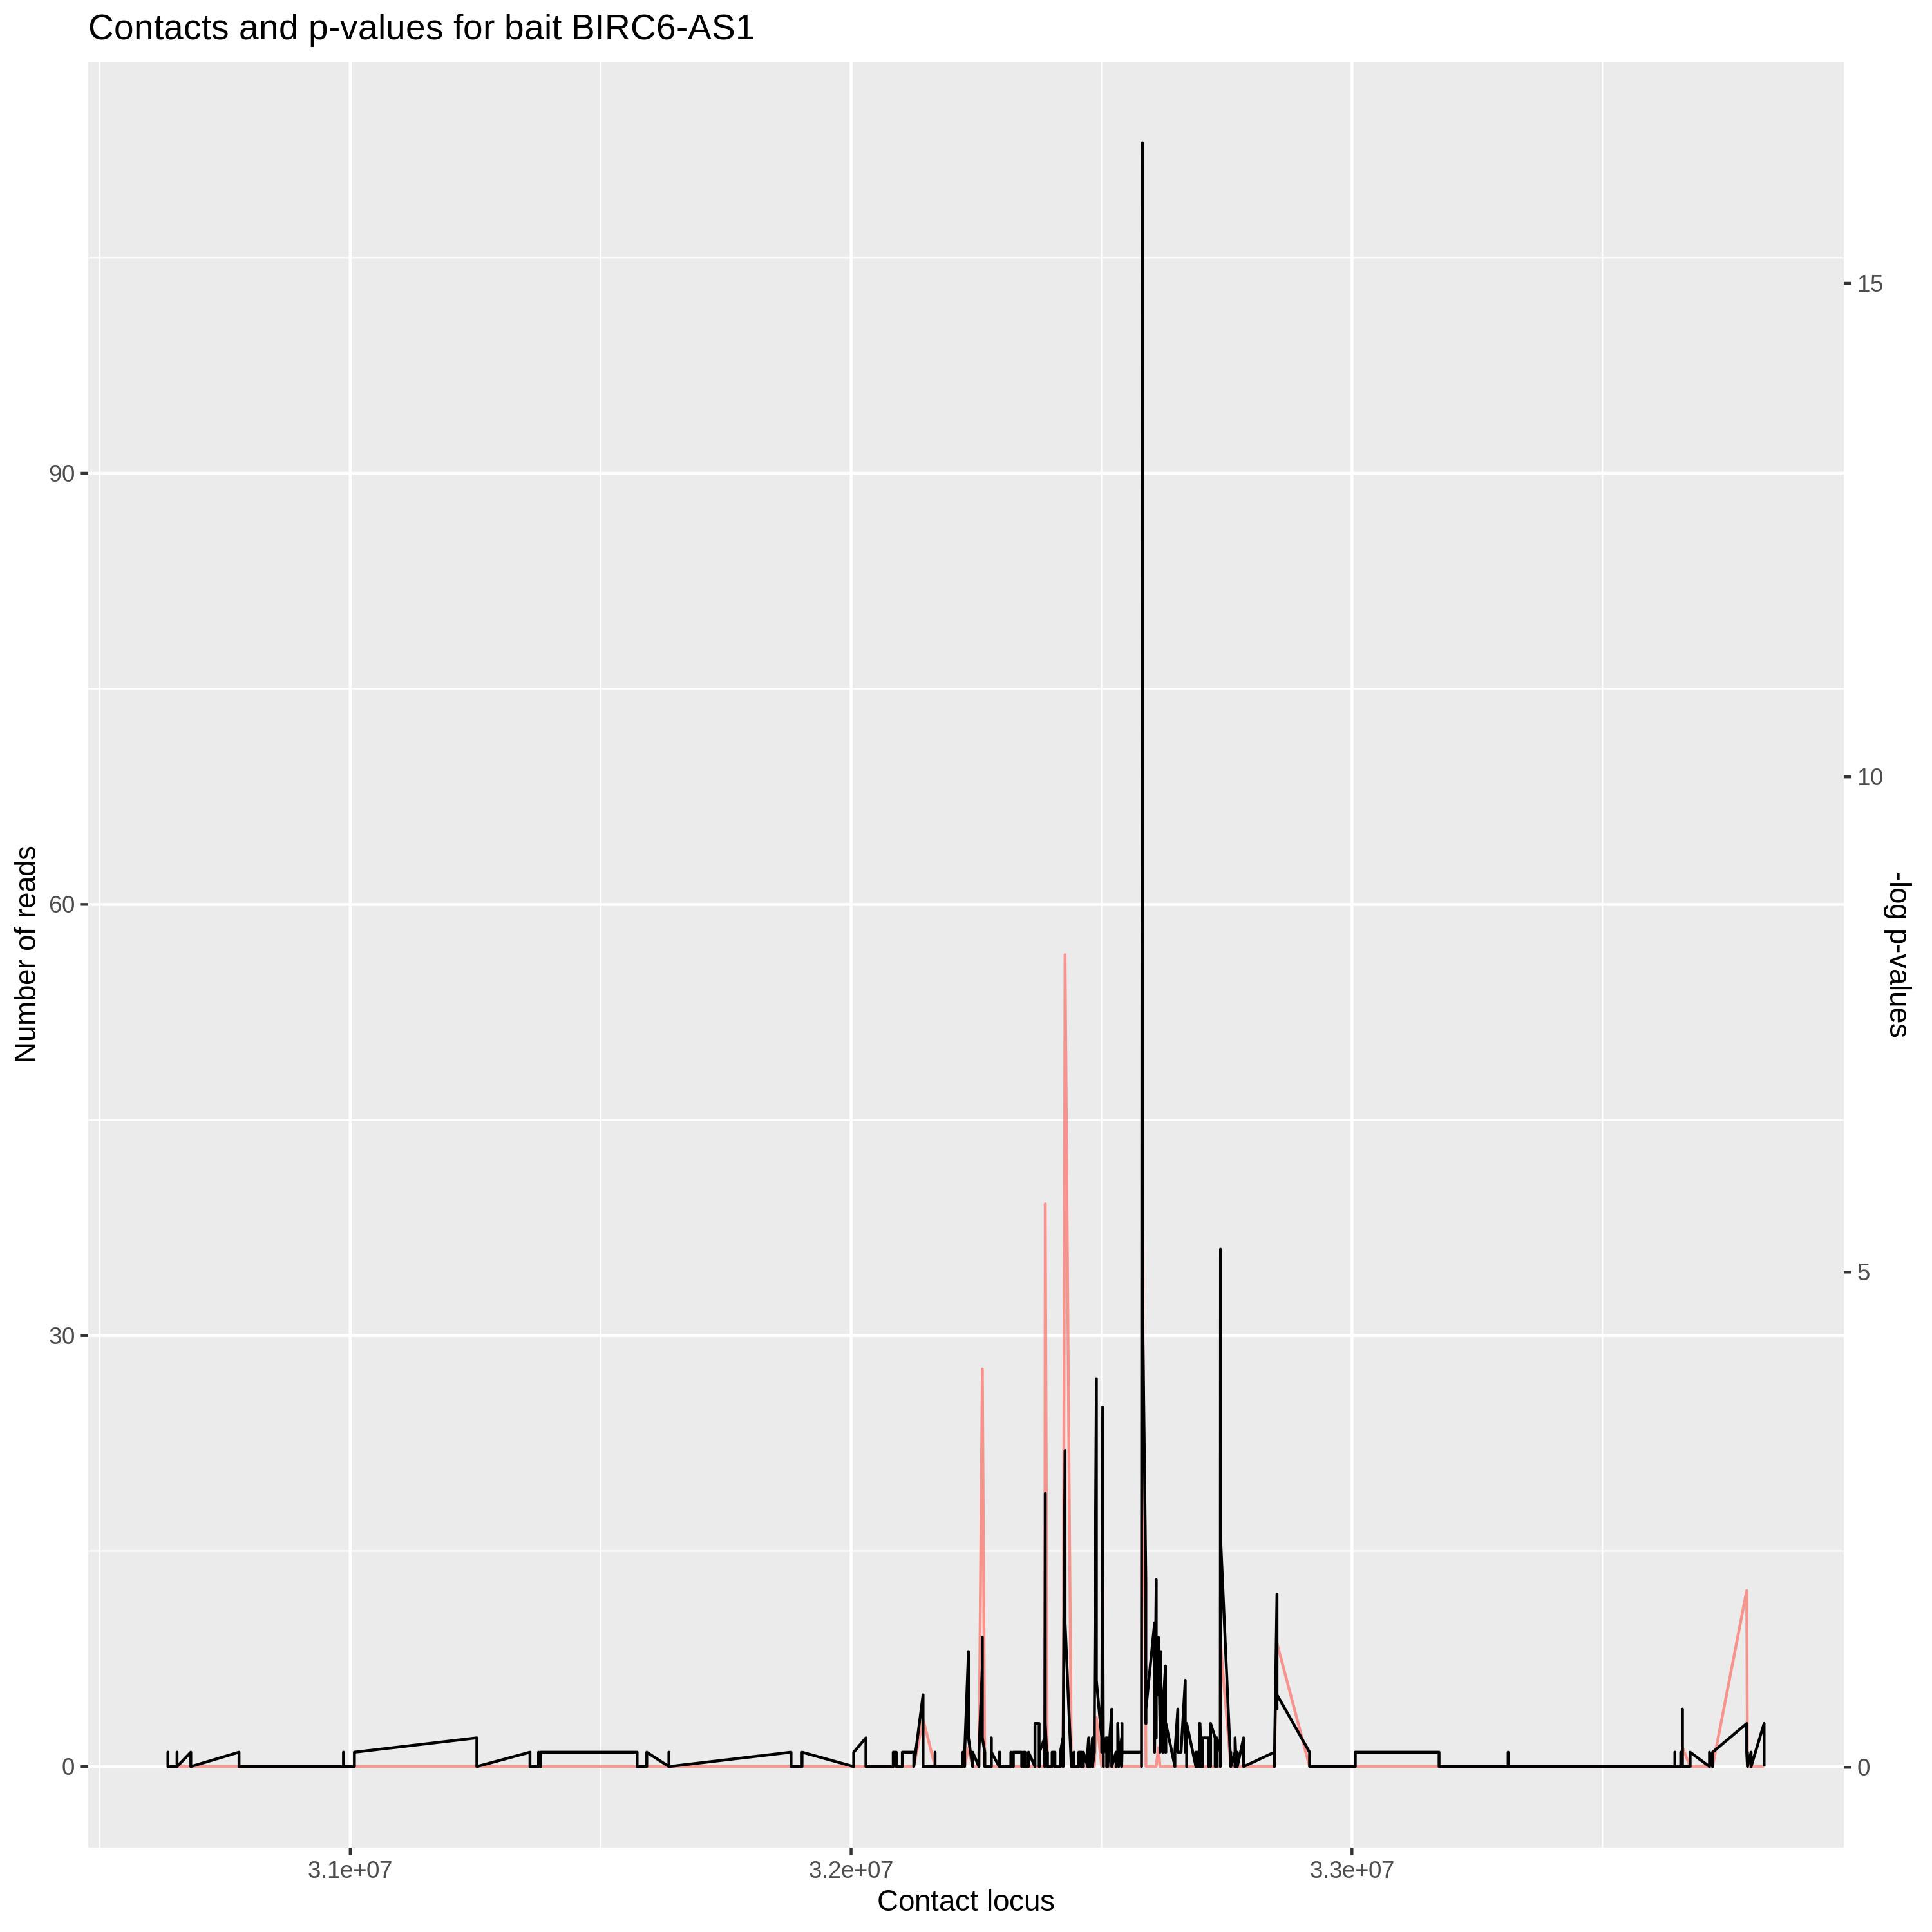 Contacts and p-values for bait BIRC6-AS1
15
90
10
60
5
30
0
0
Number of reads
-log p-values
3.1e+07
3.2e+07
3.3e+07
Contact locus